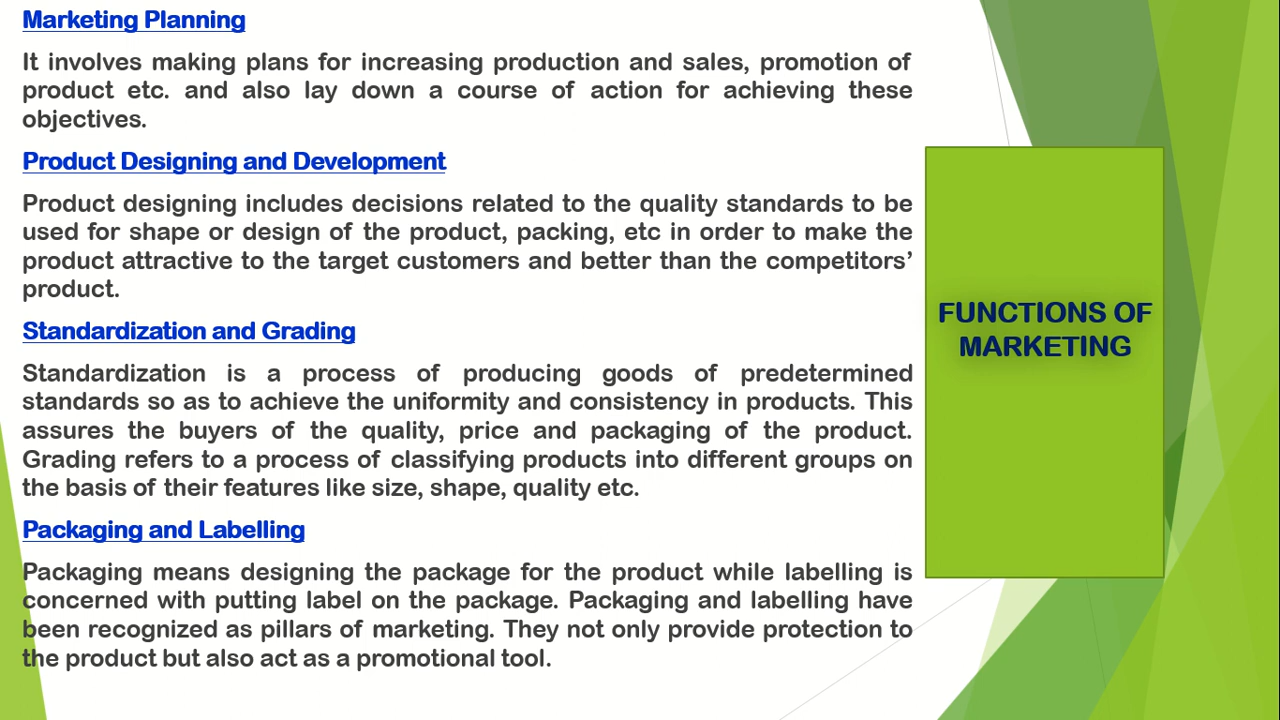 Marketing Planning
It involves making plans for increasing production and sales, promotion of
product etc. and also lay down a course of action for achieving these
objectives.
Product Designing and Development
Product designing includes decisions related to the quality standards to be
used for shape or design of the product, packing, etc in order to make the
product attractive to the target customers and better than the competitors’
product.
Standardization and Grading
Standardization is a process of producing goods of predetermined
standards so as to achieve the uniformity and consistency in products. This
assures the buyers of the quality, price and packaging of the product.
Grading refers to a process of classifying products into different groups on
the basis of their features like size, shape, quality etc.
Packaging and Labelling
Packaging means designing the package for the product while labelling is
concerned with putting label on the package. Packaging and labelling have
been recognized as pillars of marketing. They not only provide protection to
the product but also act as a promotional tool.
FUNCTIONS OF
MARKETING